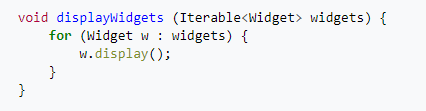 void displayWidgets (Iterable<Widget> widgets) {
    for (Widget w : widgets) {
        w.display();
    }
}